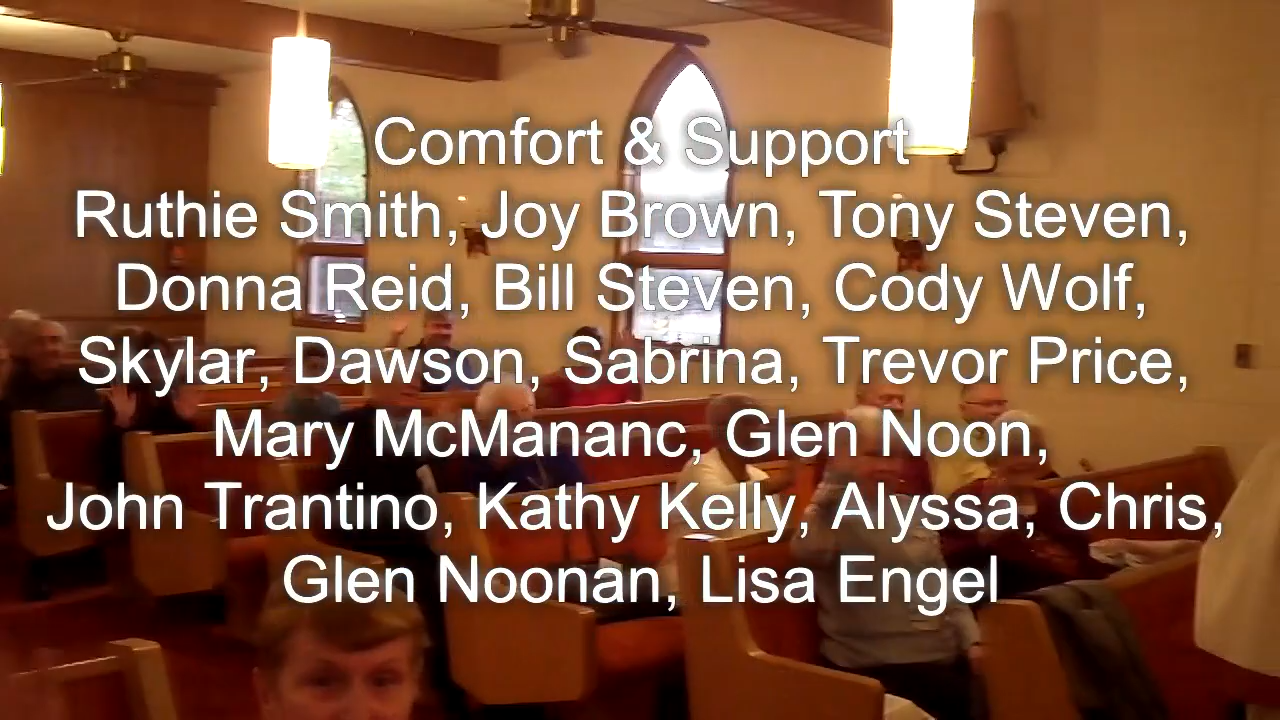 Comfort & Support
Ruthie Smith, Joy Brown, Tony Steven,
Donna Reid, Bill Steven, Cody Wolf,
Skylar, Dawson, Sabrina, Trevor Price,
Mary McMananc, Glen Noon,
John Trantino, Kathy Kelly, Alyssa, Chris,
Glen Noonan, Lisa Engel